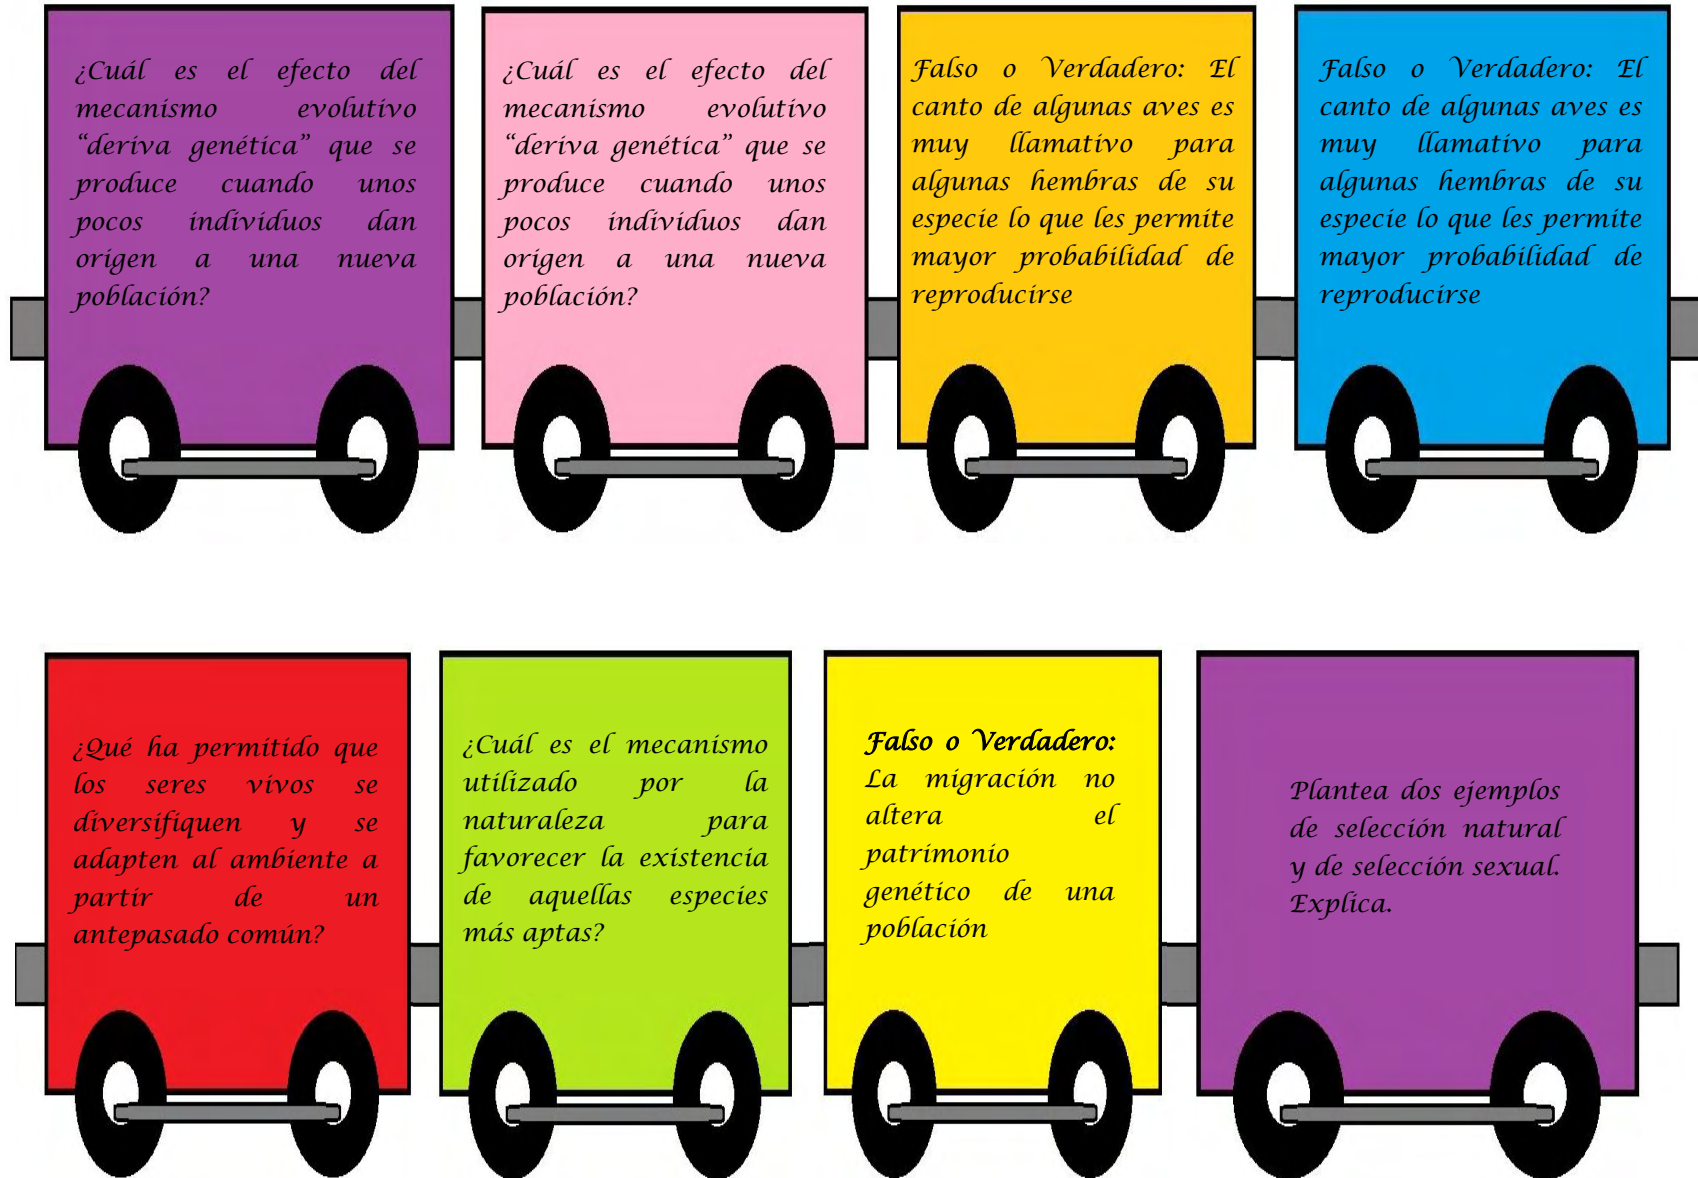 ¿Cuál es el efecto del
mecanismo evolutivo
“deriva genética” que se
produce cuando unos
pocos individuos dan
origen a una nueva
población?
¿Cuál es el efecto del
mecanismo evolutivo
“deriva genética” que se
produce cuando unos
pocos individuos dan
origen a una nueva
población?
Falso o Verdadero: El
canto de algunas aves es
muy llamativo para
algunas hembras de su
especie lo que les permite
mayor probabilidad de
reproducirse
Falso o Verdadero: El
canto de algunas aves es
muy llamativo para
algunas hembras de su
especie lo que les permite
mayor probabilidad de
reproducirse
¿Qué ha permitido que
los seres vivos se
diversifiquen y se
adapten al ambiente a
partir de un
antepasado común?
¿Cuál es el mecanismo
utilizado por la
naturaleza para
favorecer la existencia
de aquellas especies
más aptas?
Falso o Verdadero:
La migración no
altera el
patrimonio
genético de una
población
Plantea dos ejemplos
de selección natural
y de selección sexual.
Explica.